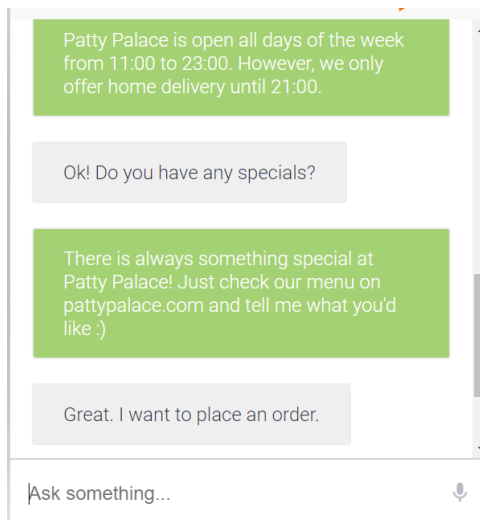 Patty Palace is open all days of the week
from 11:00 to 23:00. However, we only
offer home delivery until 21:00.
Ok! Do you have any specials?
There is always something special at
Patty Palace! Just check our menu on
pattypalace.com and tell me what you'd
like :)
Great. I want to place an order.
Ask something...